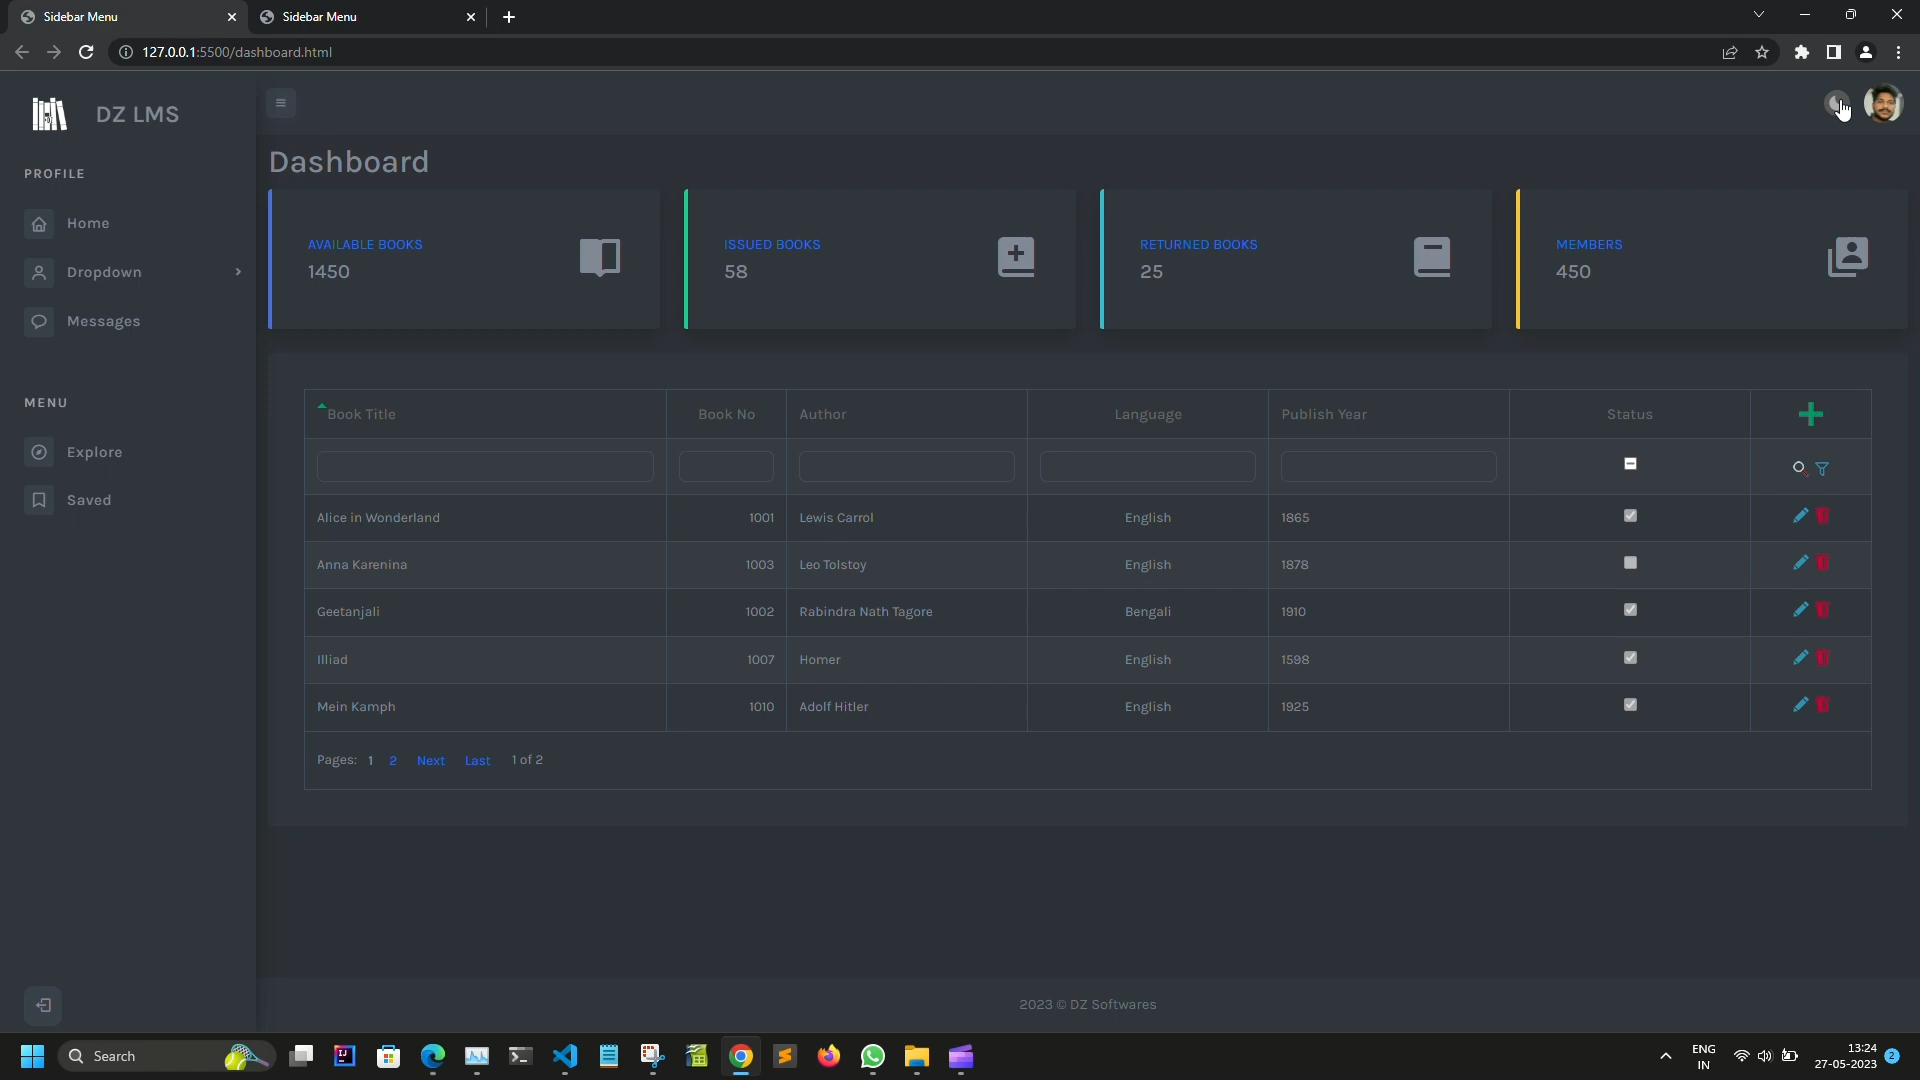 Sidebar Menu
Sidebar Menu
127.0.0.1:5500/dashboard.html
DZ LMS
Dashboard
PROFILE
Home
Dropdown
Messages
MENU
Explore
Saved
AVAILABLE BOOKS
1450
ISSUED BOOKS
58
RETURNED BOOKS
25
MEMBERS
450
Book Title Book No Author Language Publish Year Status
Alice in Wonderland 1001 Lewis Carrol English 1865
Anna Karenina 1003 Leo Tolstoy English 1878
Geetanjali 1002 Rabindra Nath Tagore Bengali 1910
Illiad 1007 Homer English 1598
Mein Kamph 1010 Adolf Hitler English 1925
Pages: 1 2 Next Last 1 of 2
2023 © DZ Softwares
Search
ENG
IN
13:24
27-05-2023
2